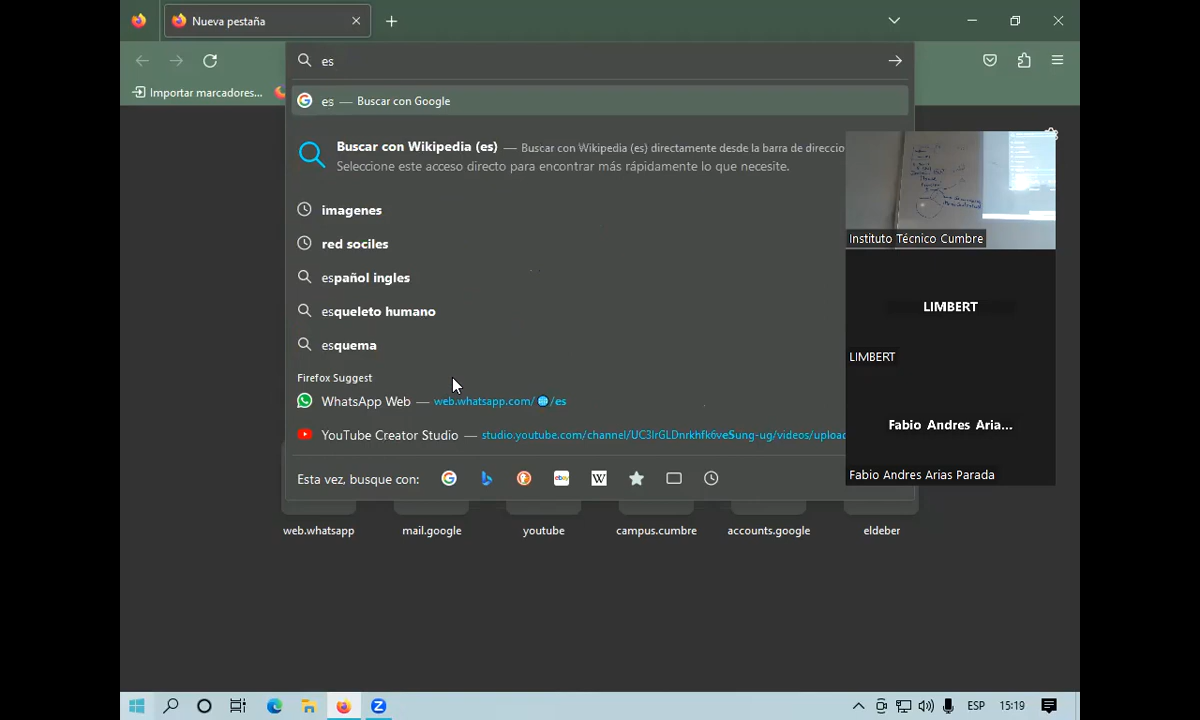 Nueva pestaña
es
Importar marcadores...
es — Buscar con Google
Buscar con Wikipedia (es) — Buscar con Wikipedia (es) directamente desde la barra de direccio
Seleccione este acceso directo para encontrar más rápidamente lo que necesite.
imagenes
red sociles
español ingles
esqueleto humano
esquema
Firefox Suggest
WhatsApp Web — web.whatsapp.com/🌐/es
YouTube Creator Studio — studio.youtube.com/channel/UC3lrGLDnrkhfk6veSung-ug/videos/upload
Esta vez, busque con:
ebay
W
Instituto Técnico Cumbre
LIMBERT
LIMBERT
Fabio Andres Aria...
Fabio Andres Arias Parada
web.whatsapp
mail.google
youtube
campus.cumbre
accounts.google
eldeber
ESP
15:19